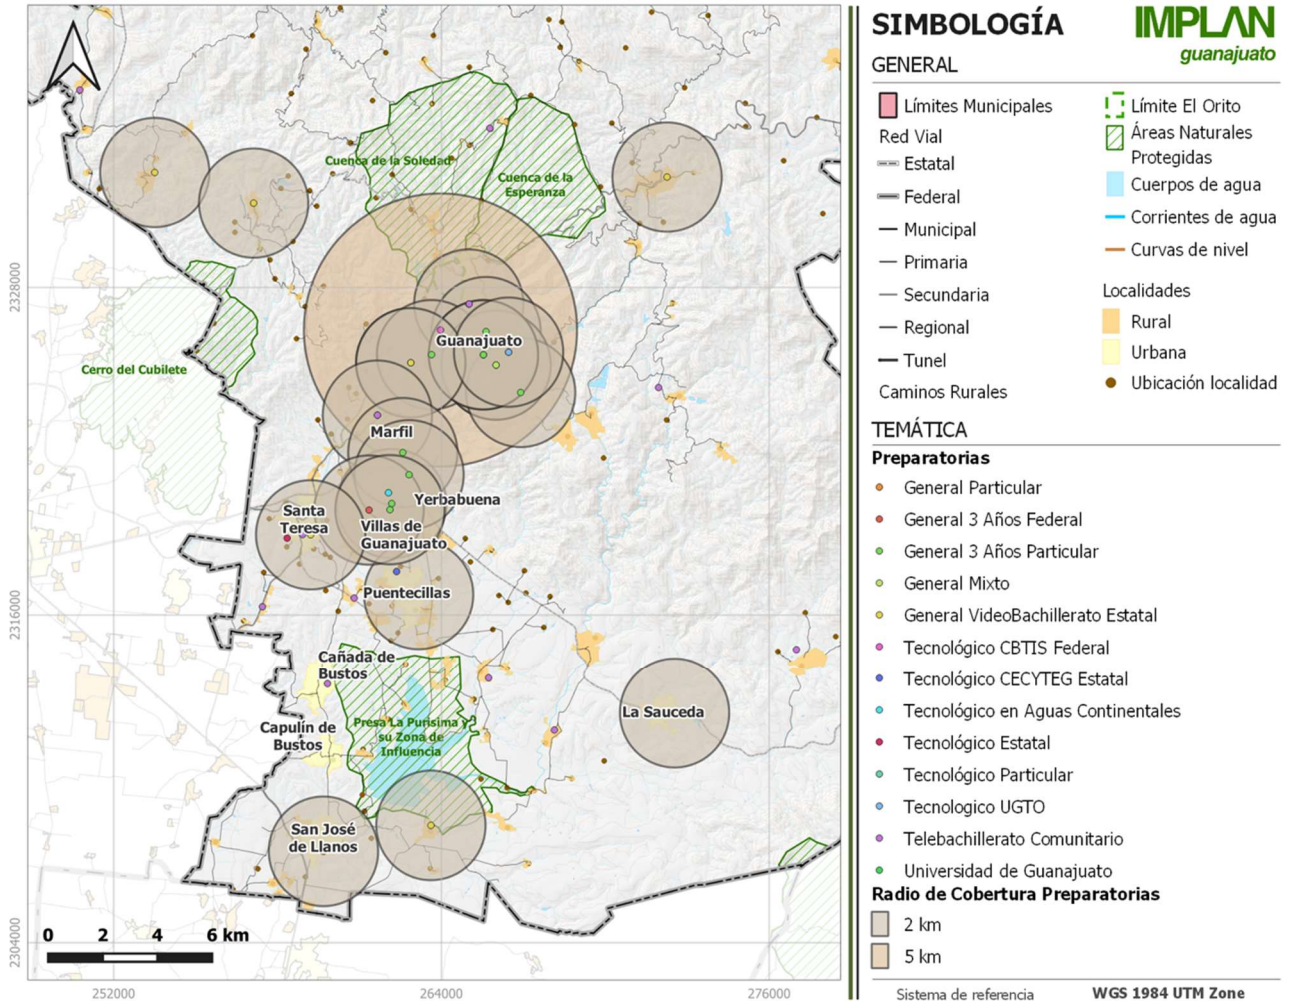 Cuenca de la Soledad
Cuenca de la
Esperanza
Guanajuato
Cerro del Cubilete
Marfil
Yerbabuena
Santa
Teresa
Villas de
Guanajuato
Puentecillas
Cañada de
Bustos
Capulín de
Bustos
Presa La Purisima y
su Zona de
Influencia
La Sauceda
San José
de Llanos
2328000
2316000
2304000
0 2 4 6 km
252000 264000 276000
SIMBOLOGÍA
IMPLAN
guanajuato
GENERAL
Límites Municipales
Red Vial
Estatal
Federal
Municipal
Primaria
Secundaria
Regional
Tunel
Caminos Rurales
Límite El Orito
Áreas Naturales
Protegidas
Cuerpos de agua
Corrientes de agua
Curvas de nivel
Localidades
Rural
Urbana
Ubicación localidad
TEMÁTICA
Preparatorias
General Particular
General 3 Años Federal
General 3 Años Particular
General Mixto
General VideoBachillerato Estatal
Tecnológico CBTIS Federal
Tecnológico CECYTEG Estatal
Tecnológico en Aguas Continentales
Tecnológico Estatal
Tecnológico Particular
Tecnologico UGTO
Telebachillerato Comunitario
Universidad de Guanajuato
Radio de Cobertura Preparatorias
2 km
5 km
Sistema de referencia WGS 1984 UTM Zone